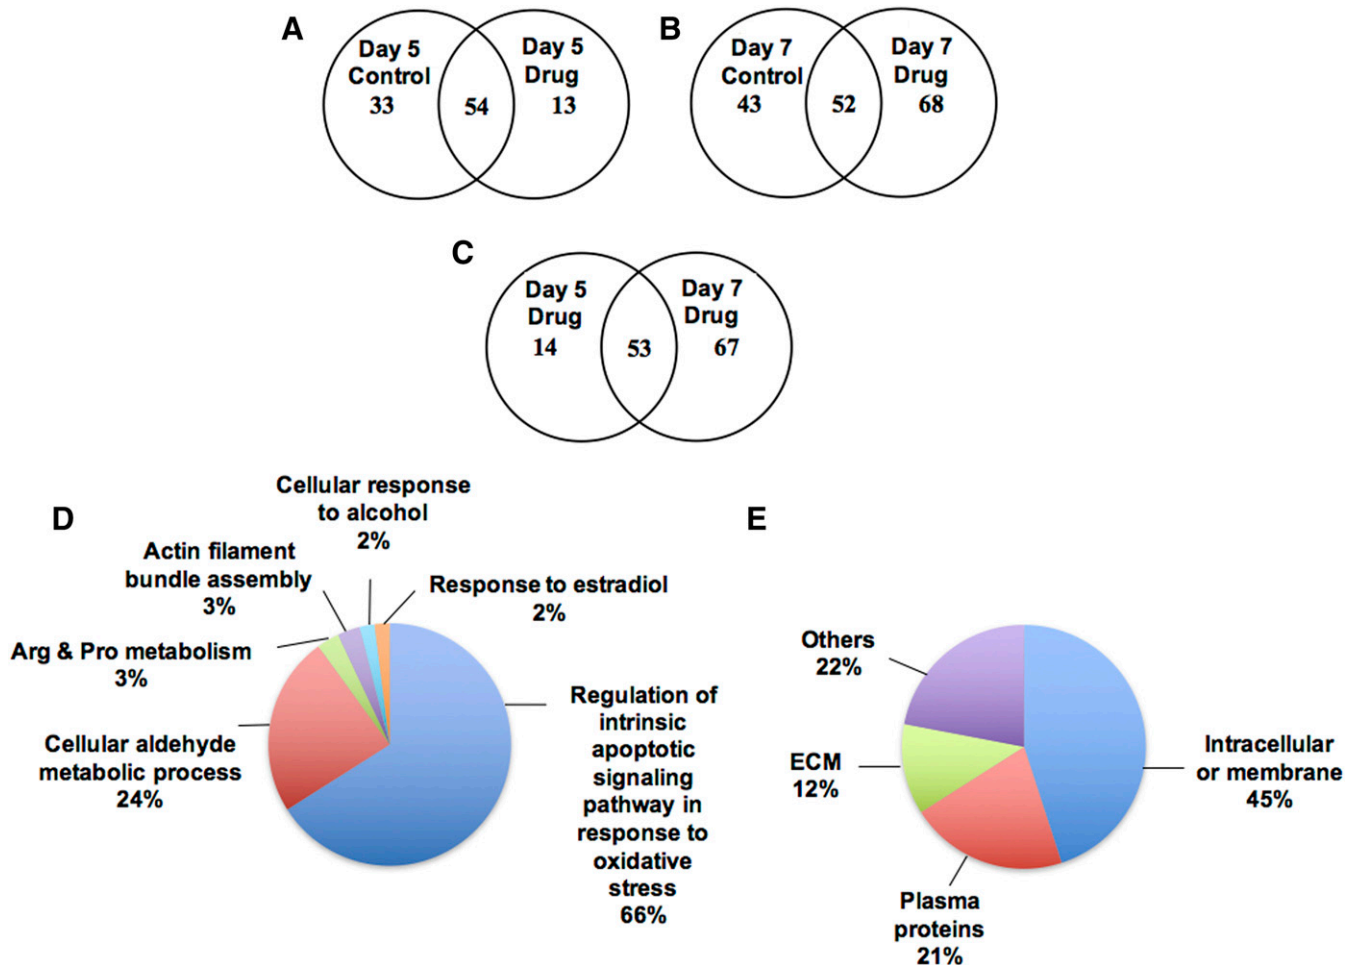 A
Day 5
Control
33
54
Day 5
Drug
13
B
Day 7
Control
43
52
Day 7
Drug
68
C
Day 5
Drug
14
53
Day 7
Drug
67
D
Cellular response
to alcohol
2%
Actin filament
bundle assembly
3%
Response to estradiol
2%
Arg & Pro metabolism
3%
Cellular aldehyde
metabolic process
24%
Regulation of
intrinsic
apoptotic
signaling
pathway in
response to
oxidative
stress
66%
E
Others
22%
ECM
12%
Intracellular
or membrane
45%
Plasma
proteins
21%